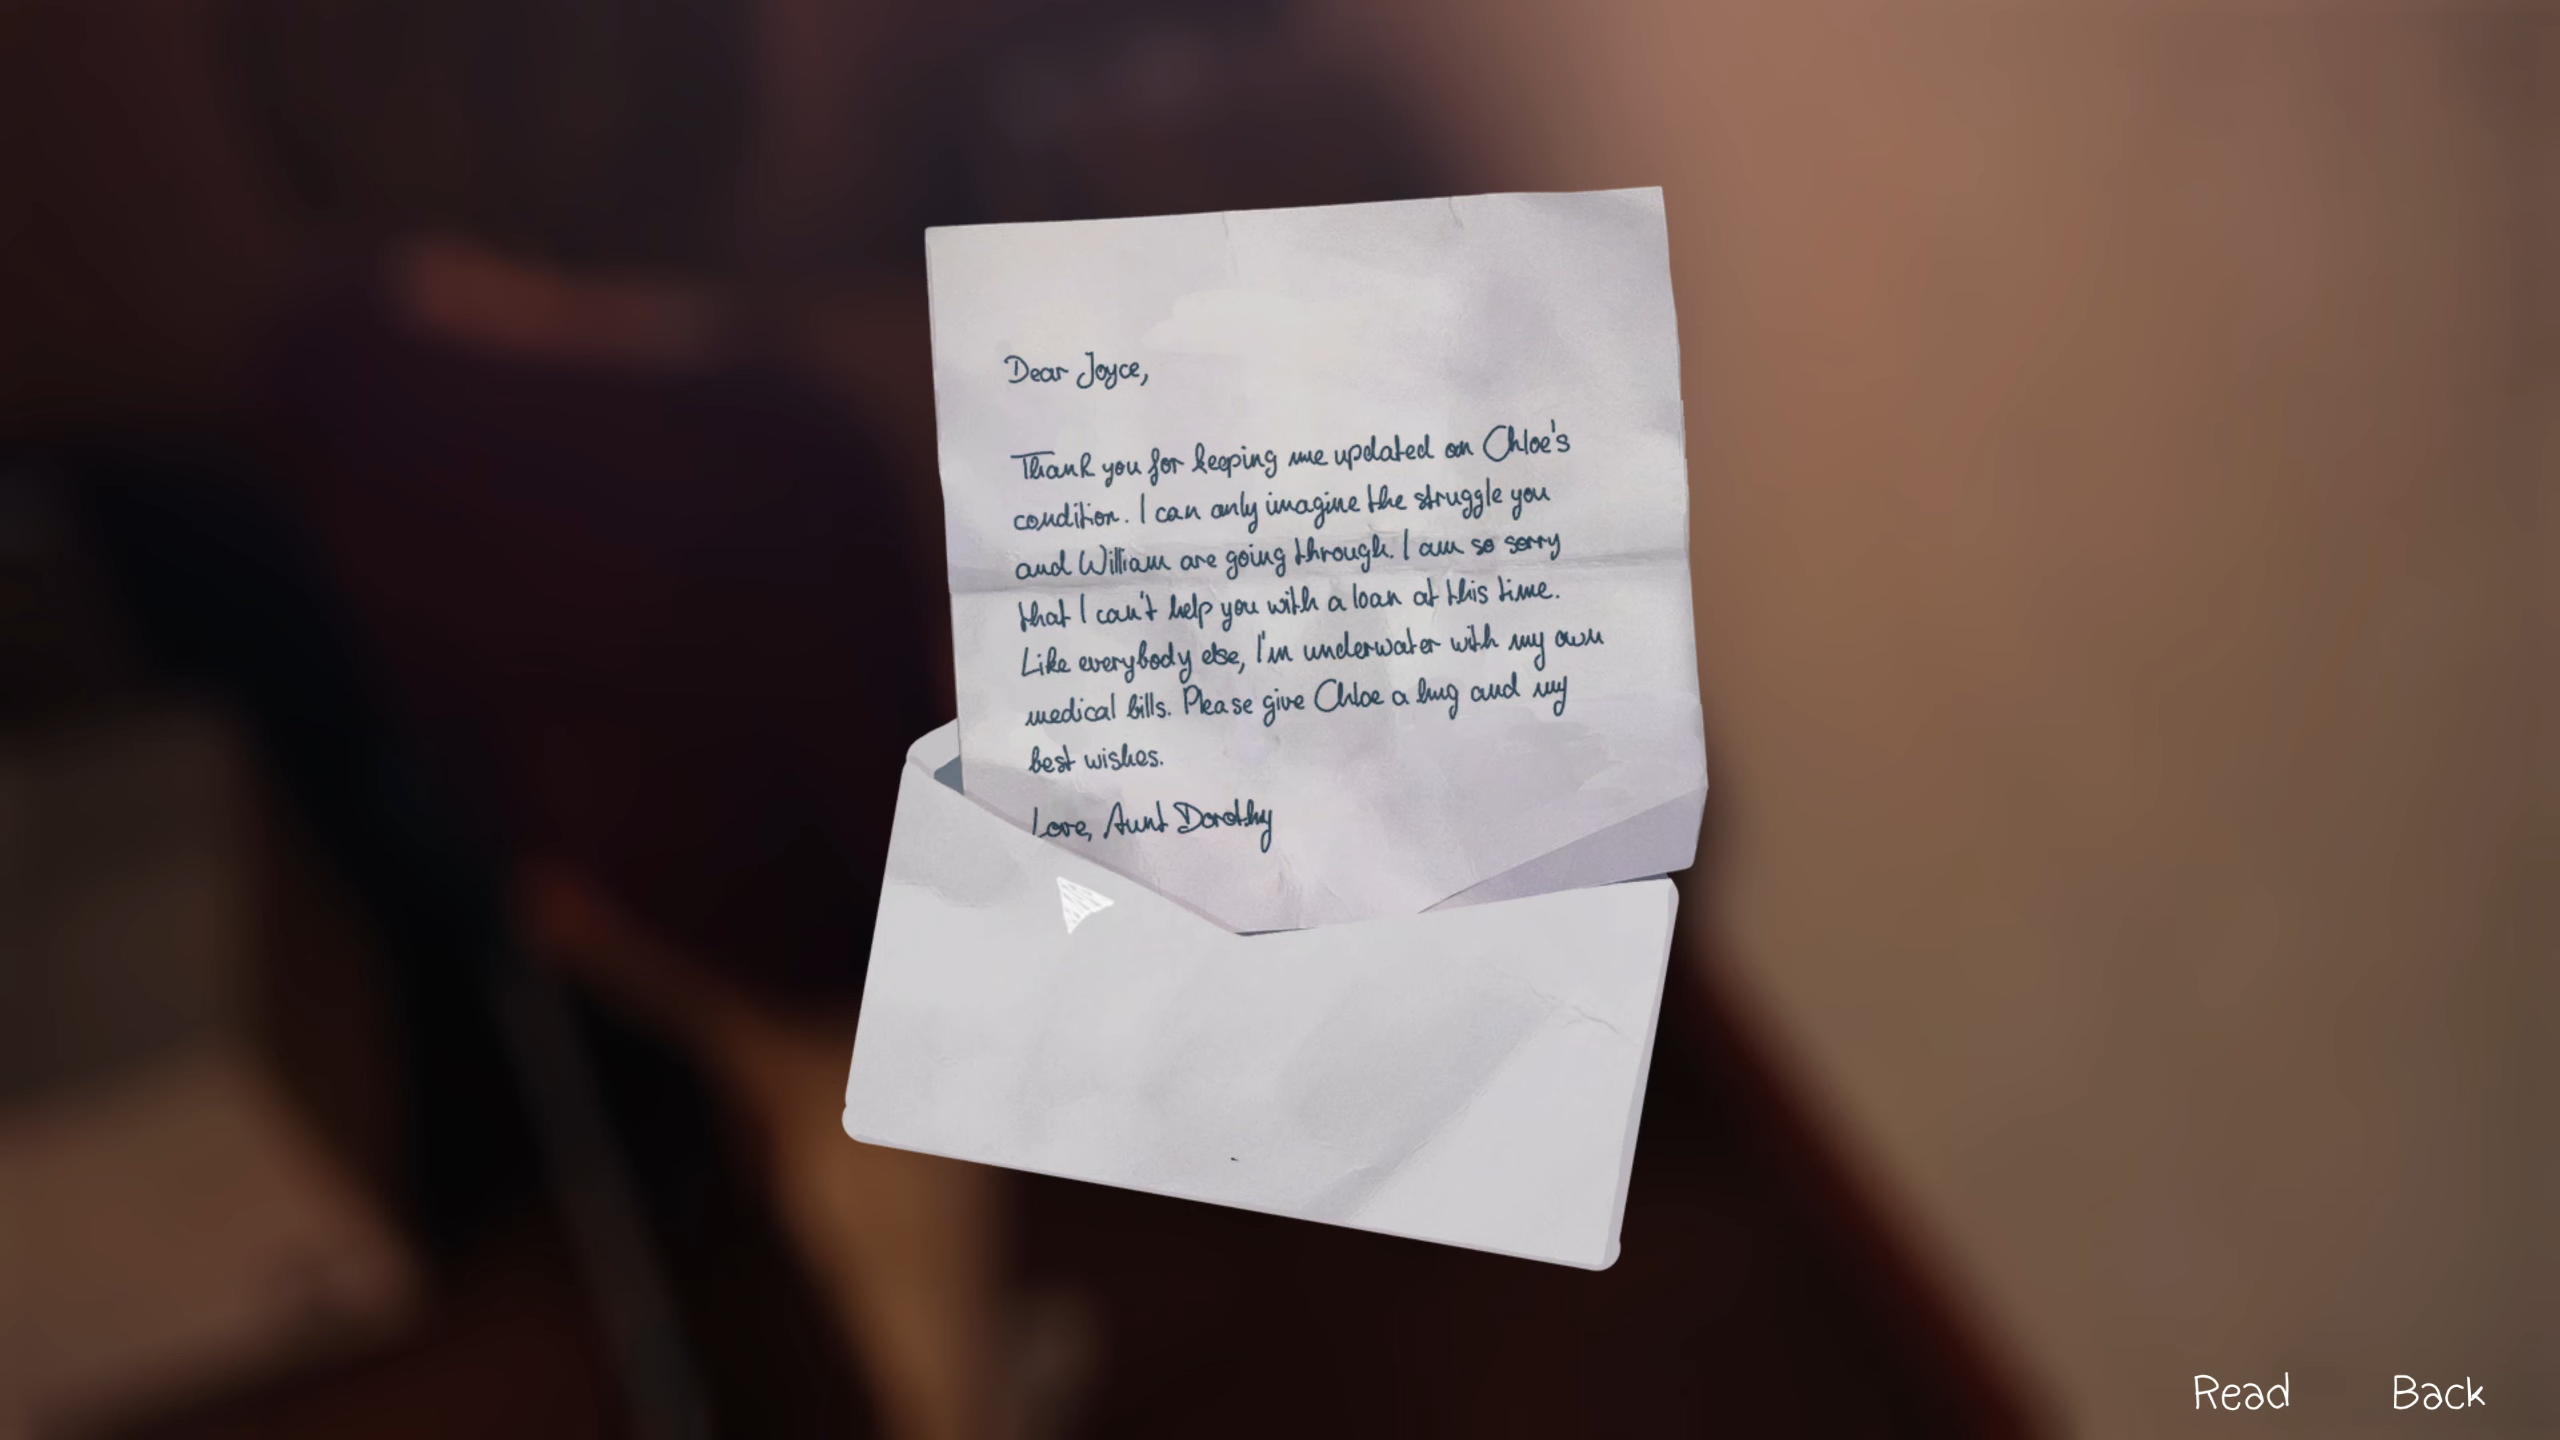 Dear Joyce,
Thank you for keeping me updated on Chloe's
condition. I can only imagine the struggle you
and William are going through. I am so sorry
that I can't help you with a loan at this time.
Like everybody else, I'm underwater with my own
medical bills. Please give Chloe a hug and my
best wishes.
Love, Aunt Dorothy
Read Back